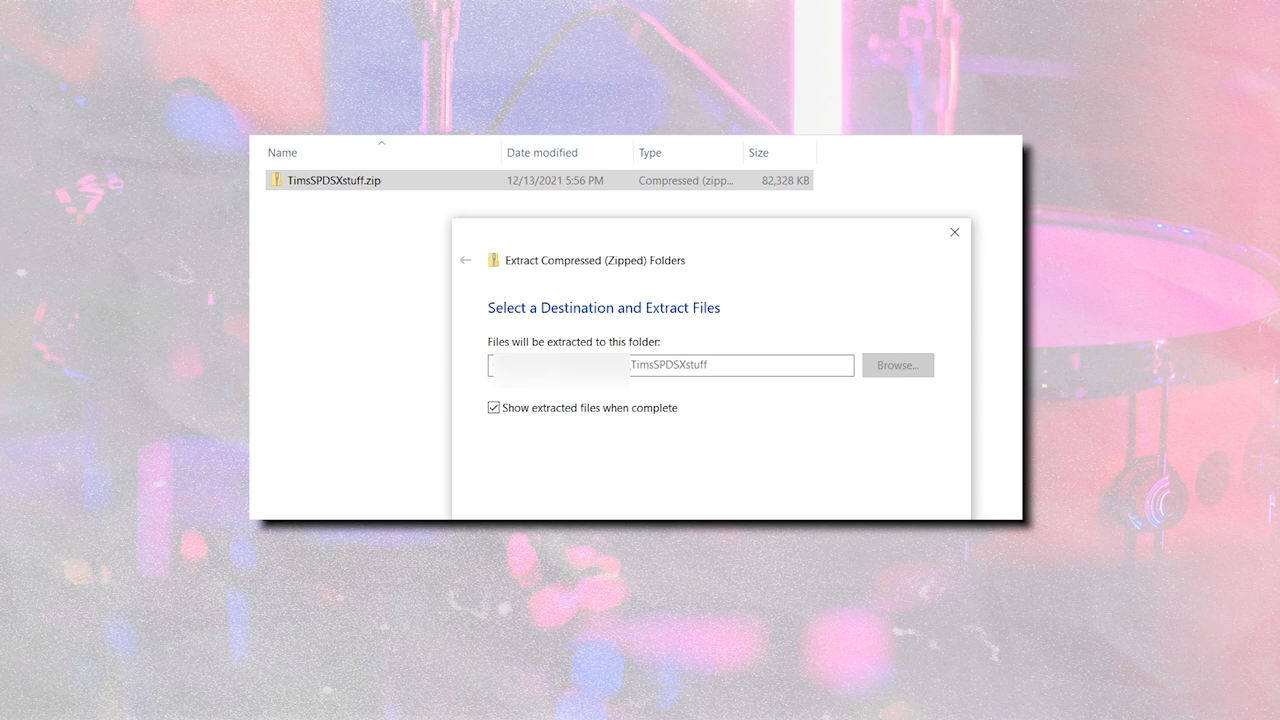 Name Date modified Type Size
TimsSPDSXstuff.zip 12/13/2021 5:56 PM Compressed (zipp... 82,328 KB
Extract Compressed (Zipped) Folders
Select a Destination and Extract Files
Files will be extracted to this folder:
TimsSPDSXstuff Browse...
Show extracted files when complete